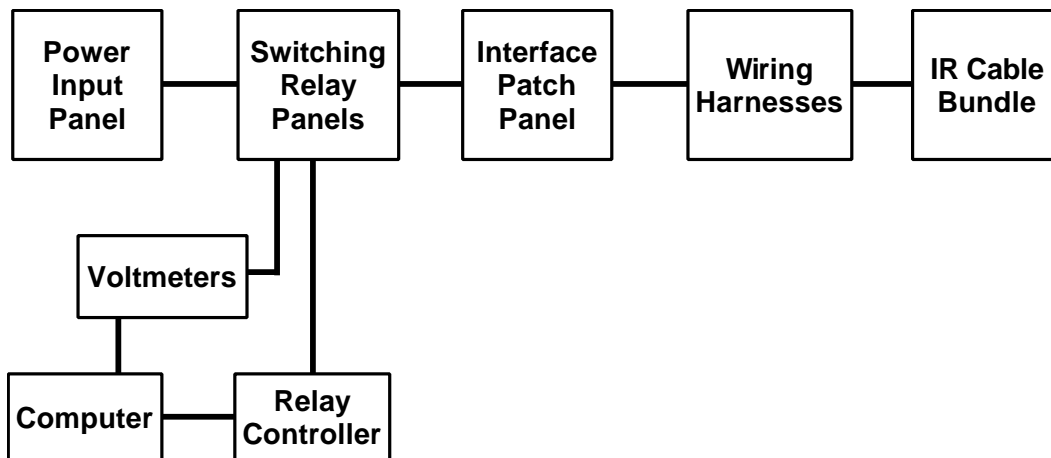 Power
Input
Panel
Switching
Relay
Panels
Interface
Patch
Panel
Wiring
Harnesses
IR Cable
Bundle
Voltmeters
Computer
Relay
Controller